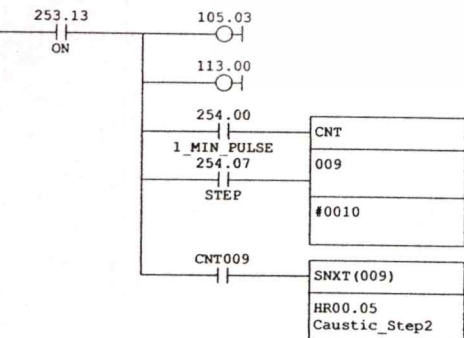 253.13
ON
105.03
113.00
254.00
1_MIN_PULSE
254.07
STEP
CNT
009
#0010
CNT009
SNXT(009)
HR00.05
Caustic_Step2